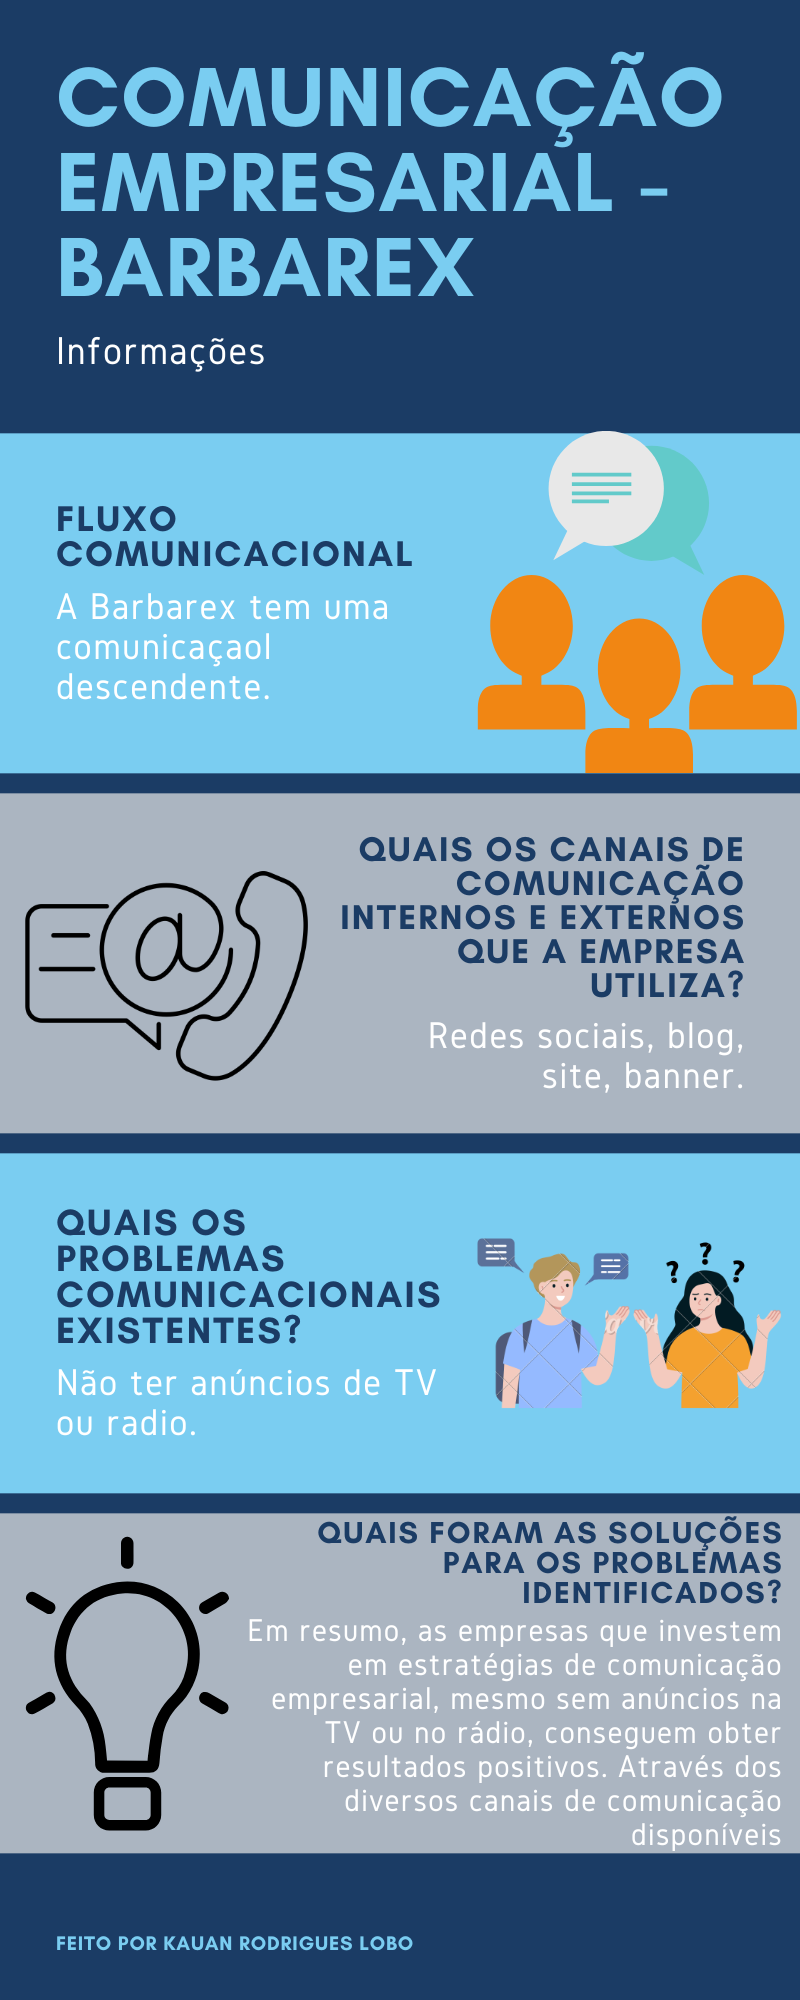 COMUNICAÇÃO
EMPRESARIAL -
BARBAREX
Informações
FLUXO
COMUNICACIONAL
A Barbarex tem uma
comunicaçaol
descendente.
QUAIS OS CANAIS DE
COMUNICAÇÃO
INTERNOS E EXTERNOS
QUE A EMPRESA
UTILIZA?
Redes sociais, blog,
site, banner.
QUAIS OS
PROBLEMAS
COMUNICACIONAIS
EXISTENTES?
Não ter anúncios de TV
ou radio.
? ? ?
QUAIS FORAM AS SOLUÇÕES
PARA OS PROBLEMAS
IDENTIFICADOS?
Em resumo, as empresas que investem
em estratégias de comunicação
empresarial, mesmo sem anúncios na
TV ou no rádio, conseguem obter
resultados positivos. Através dos
diversos canais de comunicação
disponíveis
FEITO POR KAUAN RODRIGUES LOBO